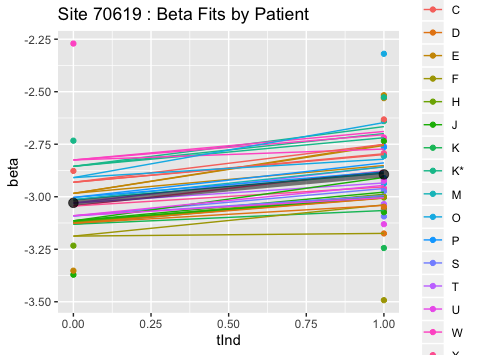 Site 70619 : Beta Fits by Patient
-2.25
-2.50
-2.75
-3.00
-3.25
-3.50
beta
0.00
0.25
0.50
0.75
1.00
tInd
C
D
E
F
H
J
K
K*
M
O
P
S
T
U
W